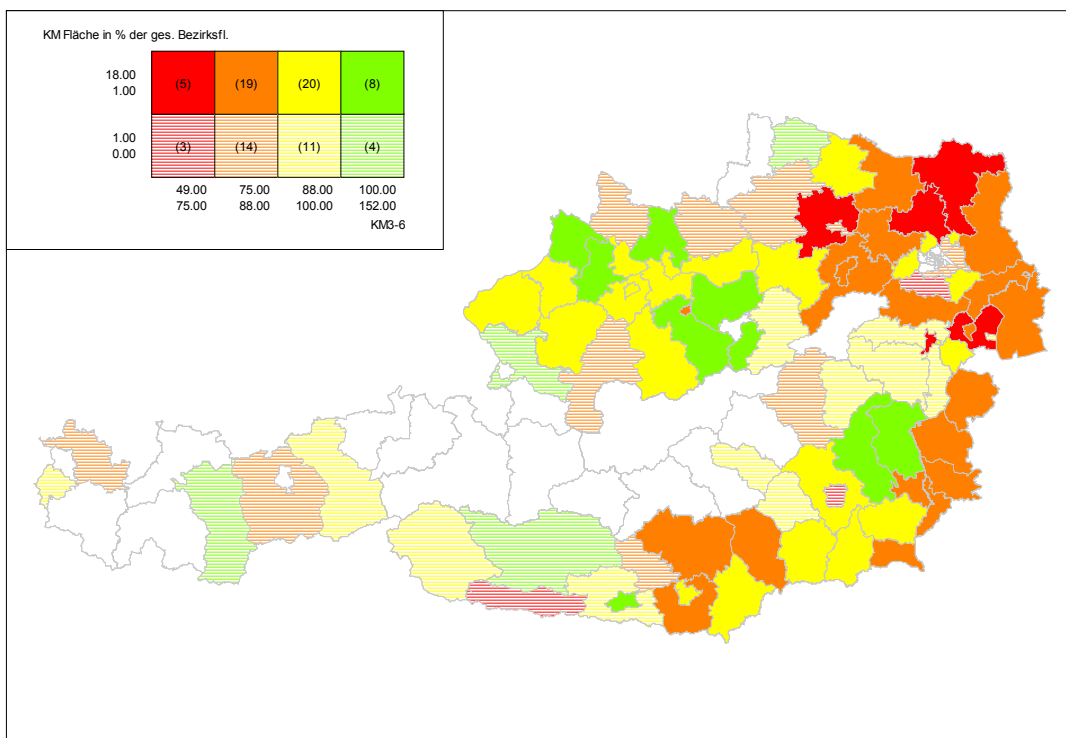 KM Fläche in % der ges. Bezirksfl.
18.00
1.00
(5) (19) (20) (8)
1.00
0.00
(3) (14) (11) (4)
49.00 75.00 88.00 100.00
75.00 88.00 100.00 152.00
KM3-6